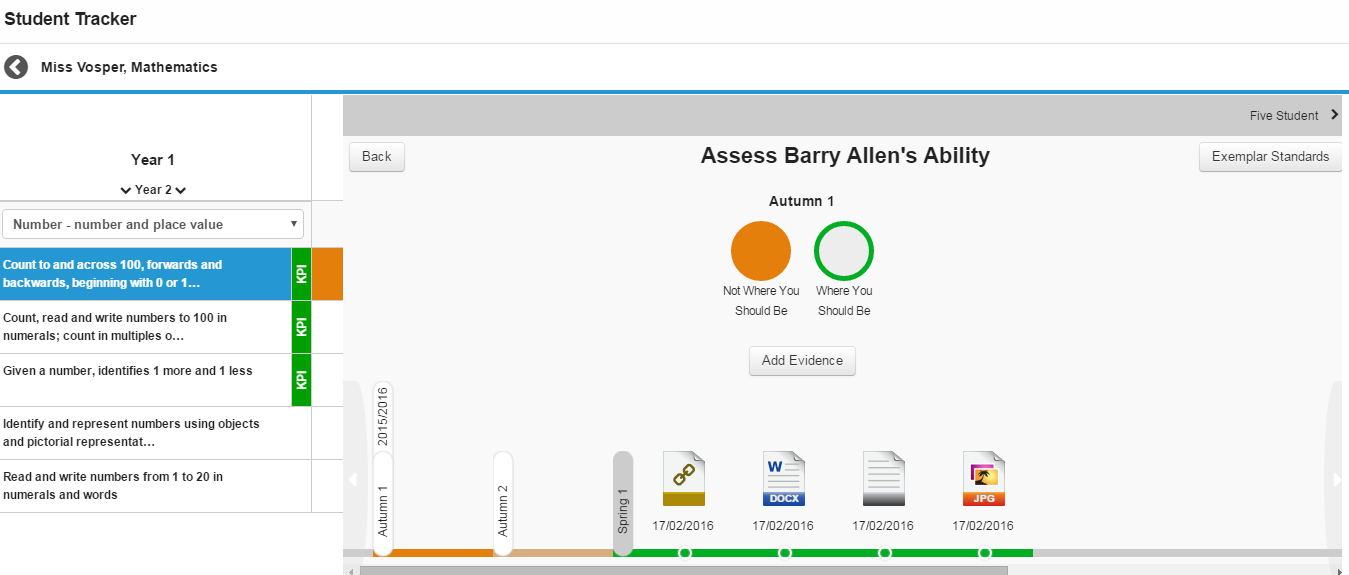 Student Tracker
Miss Vosper, Mathematics
Year 1
Year 2
Number - number and place value
Count to and across 100, forwards and
backwards, beginning with 0 or 1…
KPI
Count, read and write numbers to 100 in
numerals; count in multiples o…
KPI
Given a number, identifies 1 more and 1 less
KPI
Identify and represent numbers using objects
and pictorial representat…
Read and write numbers from 1 to 20 in
numerals and words
Five Student
Back
Assess Barry Allen's Ability
Exemplar Standards
Autumn 1
Not Where You
Should Be
Where You
Should Be
Add Evidence
2015/2016
Autumn 1
Autumn 2
Spring 1
W
DOCX
JPG
17/02/2016
17/02/2016
17/02/2016
17/02/2016